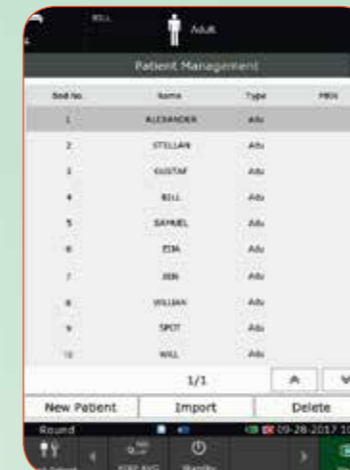 BILL Adult
Patient Management
Bed No. Name Type MRN
1 ALEXANDER Adu
2 STELLAN Adu
3 GUSTAF Adu
4 BILL Adu
5 SAMUEL Adu
6 Adu
7 Adu
8 WILLIAN Adu
9 SPOT Adu
10 WILL Adu
1/1
New Patient Import Delete
Round 09-28-2017 10
Standby